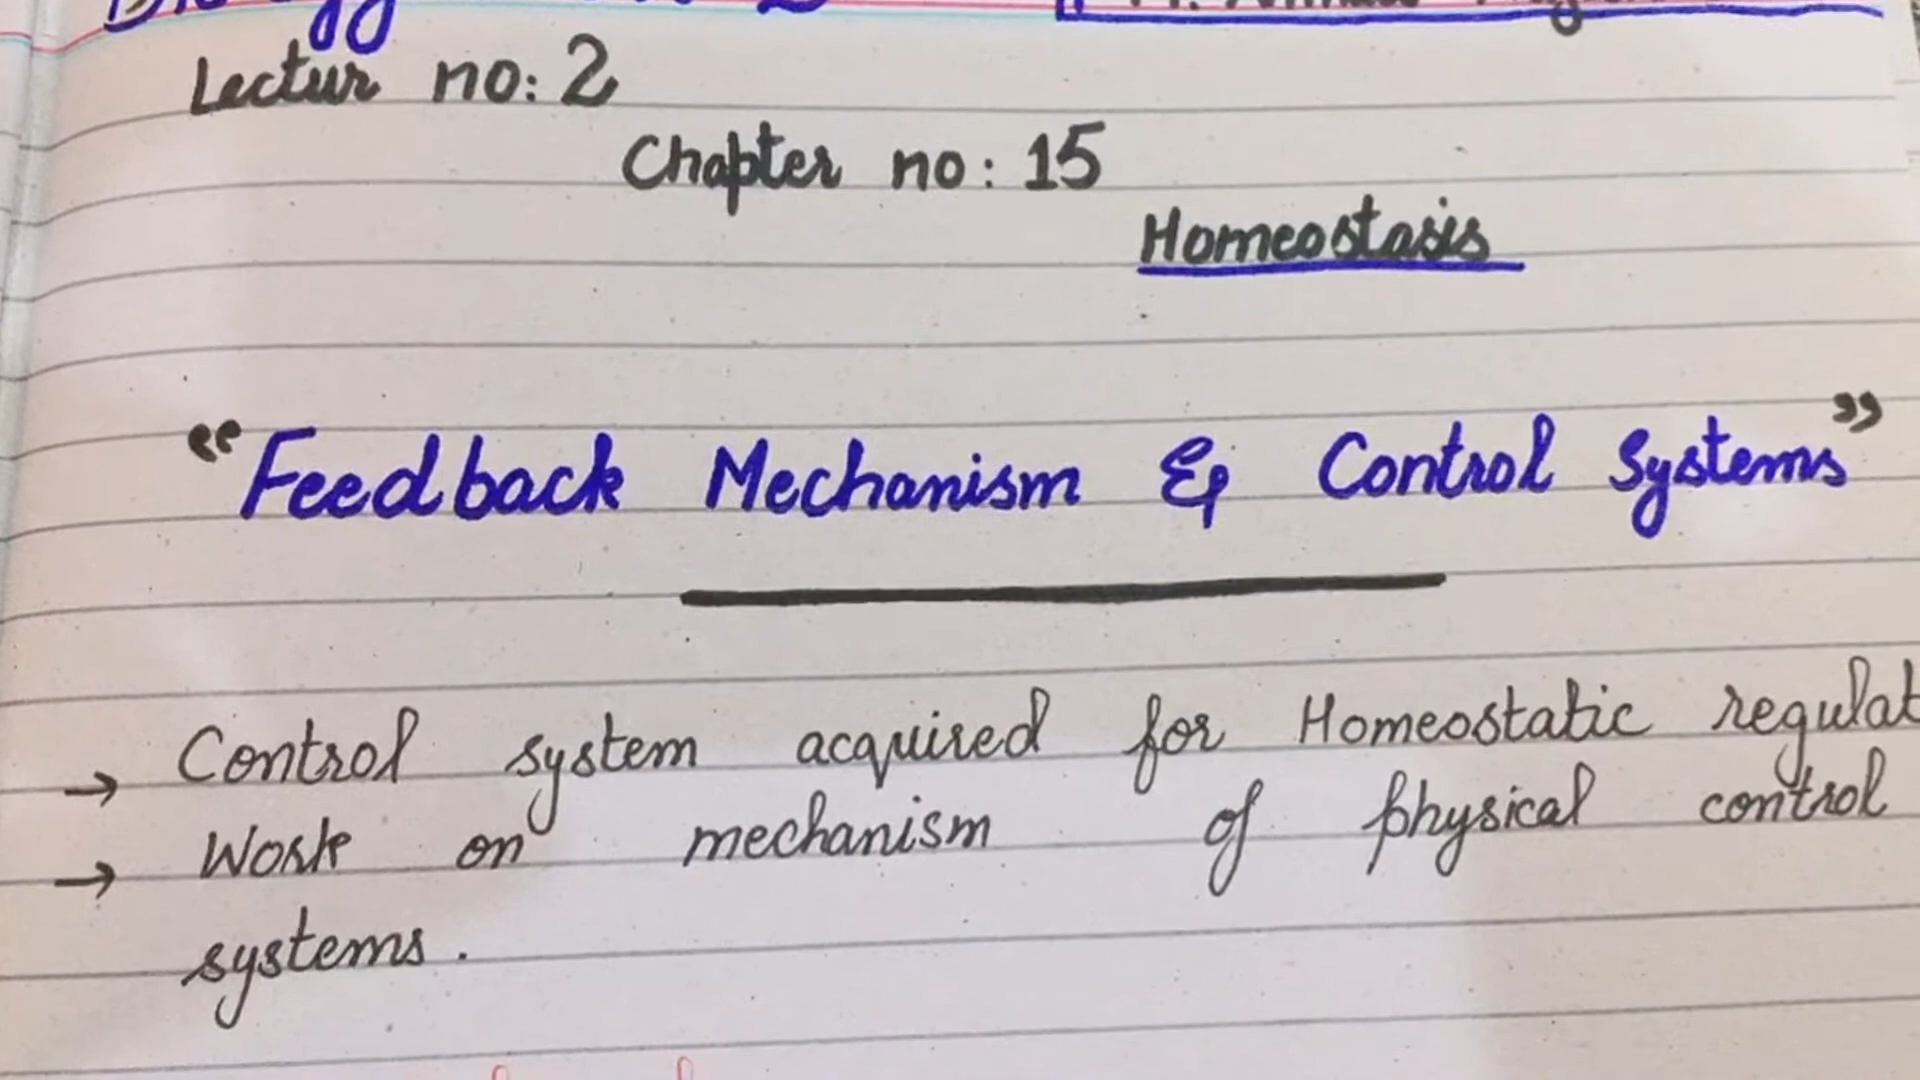 Lectur no: 2
Chapter no: 15
Homeostasis
"Feedback Mechanism & Control Systems"
→ Control system acquired for Homeostatic regulat
→ Work on mechanism of physical control
systems.